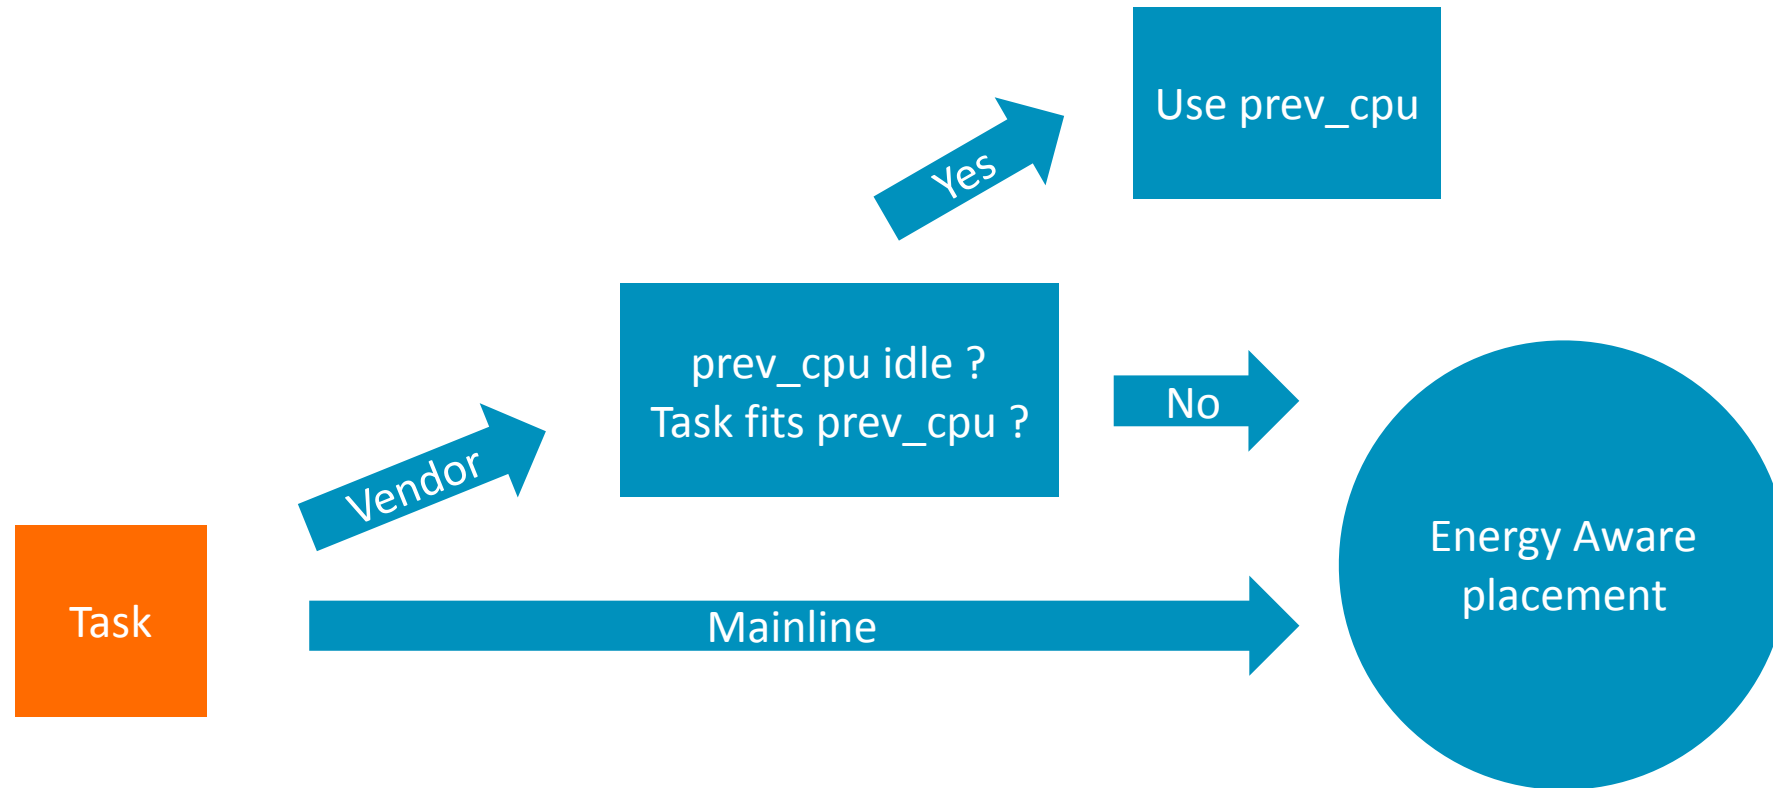 Use prev_cpu
Yes
prev_cpu idle ?
Task fits prev_cpu ?
No
Vendor
Energy Aware
placement
Task
Mainline